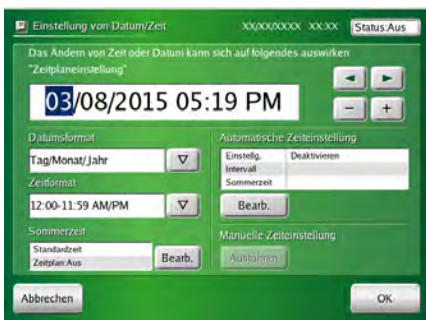 Einstellung von Datum/Zeit XX/XX/XXXX XX:XX Status:Aus
Das Ändern von Zeit oder Datum kann sich auf folgendes auswirken
"Zeitplaneinstellung"
03/08/2015 05:19 PM
- +
Datumsformat
Tag/Monat/Jahr
Zeitformat
12:00-11:59 AM/PM
Sommerzeit
Standardzeit
Zeitplan:Aus
Bearb.
Automatische Zeiteinstellung
Einstellg. Deaktivieren
Intervall
Sommerzeit
Bearb.
Manuelle Zeiteinstellung
Ausführen
Abbrechen OK